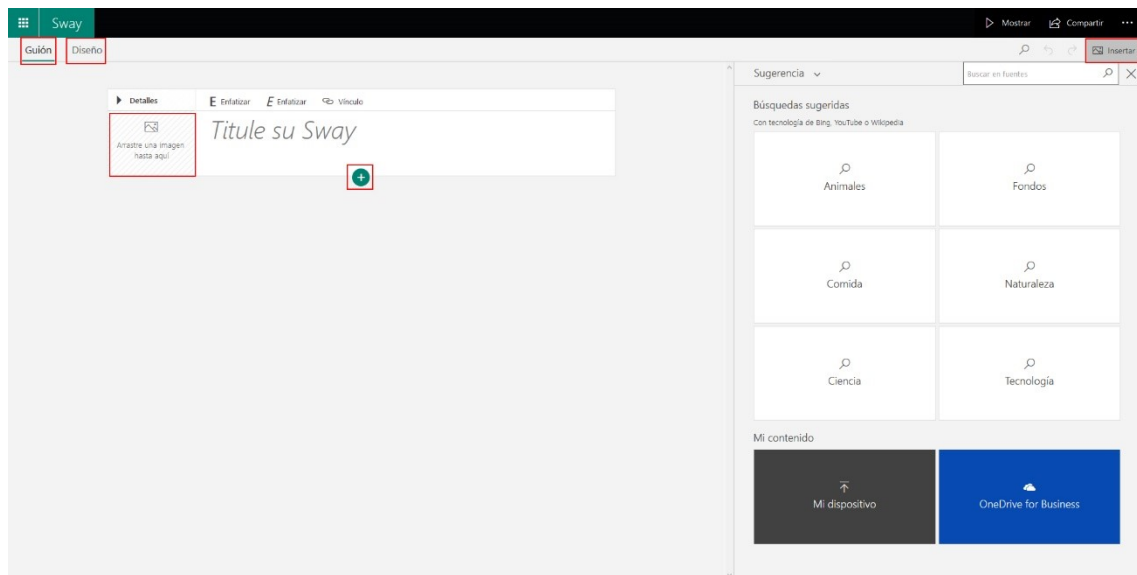 Sway
Mostrar
Compartir
Guión
Diseño
Insertar
Sugerencia
Buscar en fuentes
Detalles
E Enfatizar
F Enfatizar
Vínculo
Arrastre una imagen
hasta aquí
Titule su Sway
Búsquedas sugeridas
Con tecnología de Bing, YouTube o Wikipedia
Animales
Fondos
Comida
Naturaleza
Ciencia
Tecnología
Mi contenido
Mi dispositivo
OneDrive for Business